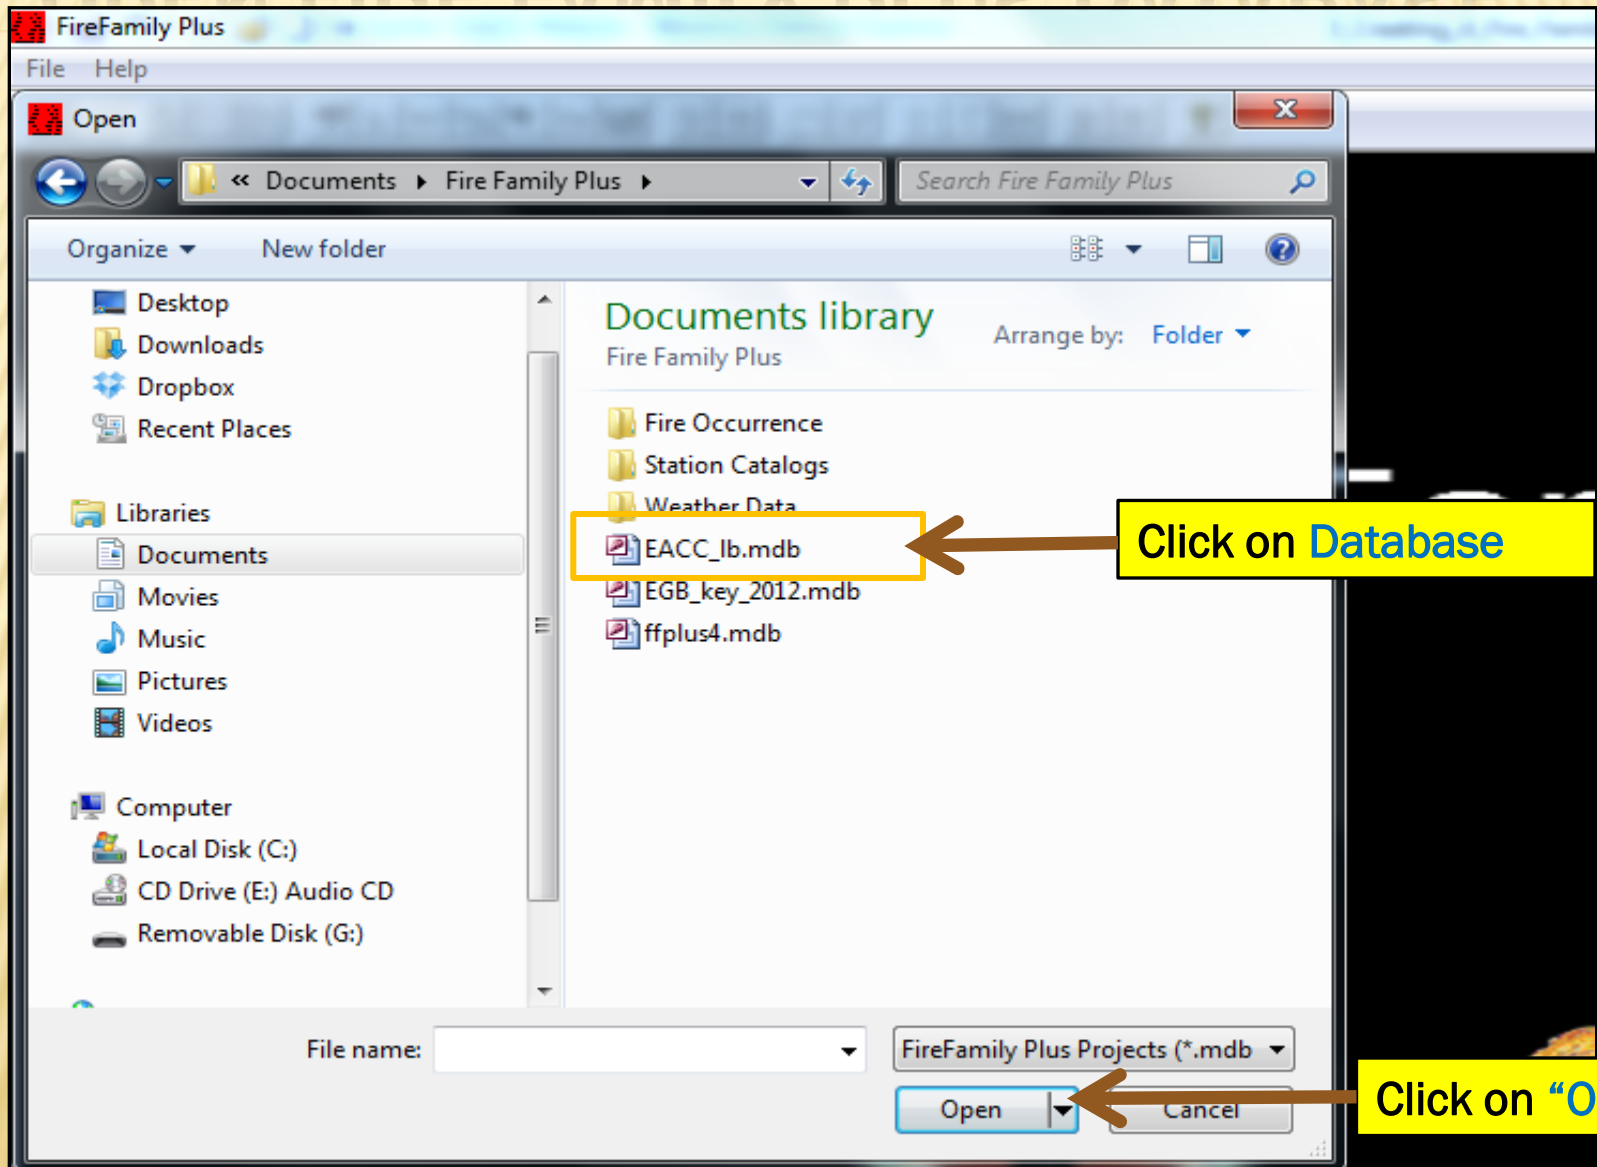 FireFamily Plus
File Help
Open
« Documents Fire Family Plus
Search Fire Family Plus
Organize New folder
Desktop
Downloads
Dropbox
Recent Places
Libraries
Documents
Movies
Music
Pictures
Videos
Computer
Local Disk (C:)
CD Drive (E:) Audio CD
Removable Disk (G:)
Documents library
Fire Family Plus
Arrange by: Folder
Fire Occurrence
Station Catalogs
Weather Data
EACC_lb.mdb
EGB_key_2012.mdb
ffplus4.mdb
Click on Database
File name:
FireFamily Plus Projects (*.mdb
Open Cancel
Click on “O